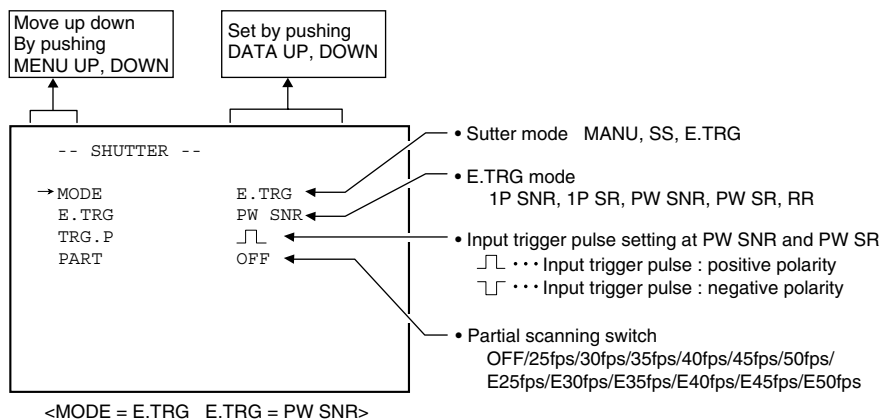 Move up down
By pushing
MENU UP, DOWN
Set by pushing
DATA UP, DOWN
-- SHUTTER --
→MODE E.TRG
E.TRG PW SNR
TRG.P
PART OFF
• Sutter mode MANU, SS, E.TRG
• E.TRG mode
1P SNR, 1P SR, PW SNR, PW SR, RR
• Input trigger pulse setting at PW SNR and PW SR
・・・Input trigger pulse : positive polarity
・・・Input trigger pulse : negative polarity
• Partial scanning switch
OFF/25fps/30fps/35fps/40fps/45fps/50fps/
E25fps/E30fps/E35fps/E40fps/E45fps/E50fps
<MODE = E.TRG E.TRG = PW SNR>